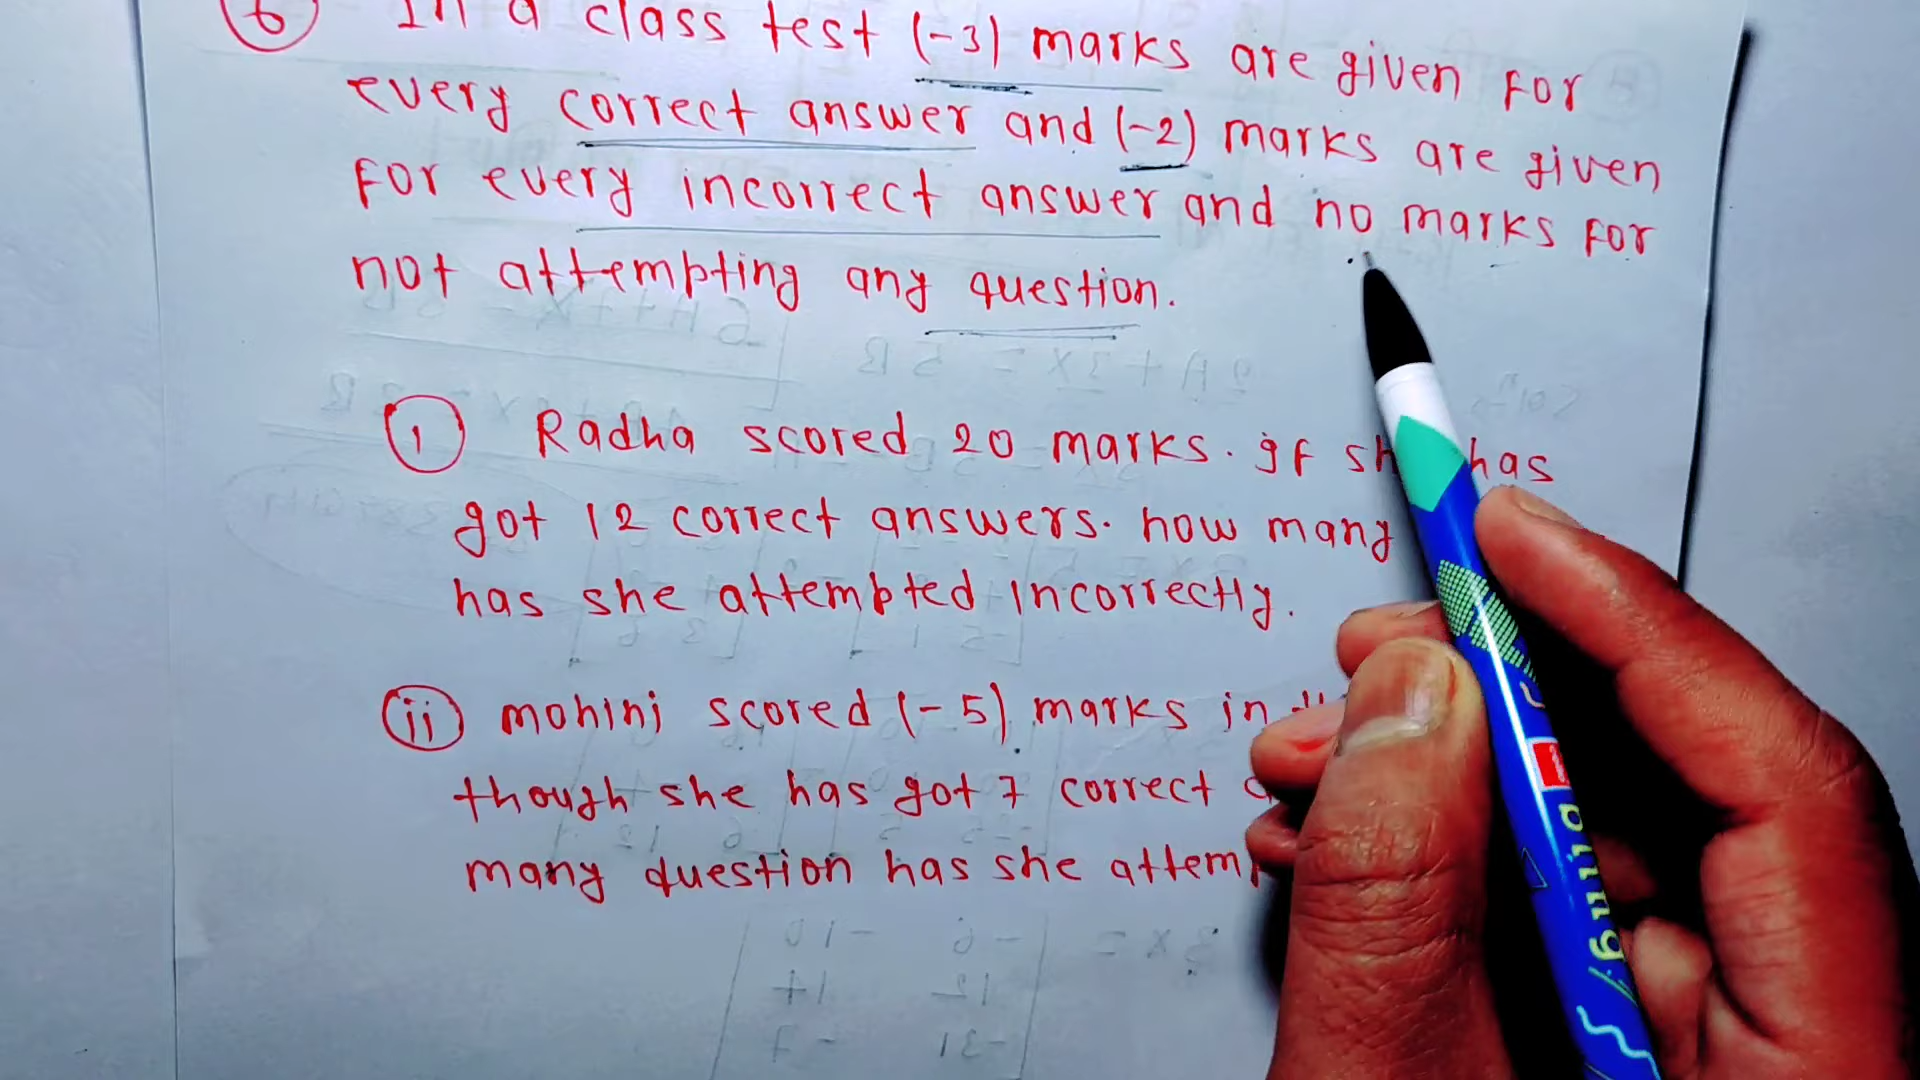 6 In a class test (-3) marks are given for
every correct answer and (-2) marks are given
for every incorrect answer and no marks for
not attempting any question.
i Radha scored 20 marks. if has
got 12 correct answers. how many
has she attempted incorrectly.
ii mohini scored (-5) marks in
though she has got 7 correct
many question has she